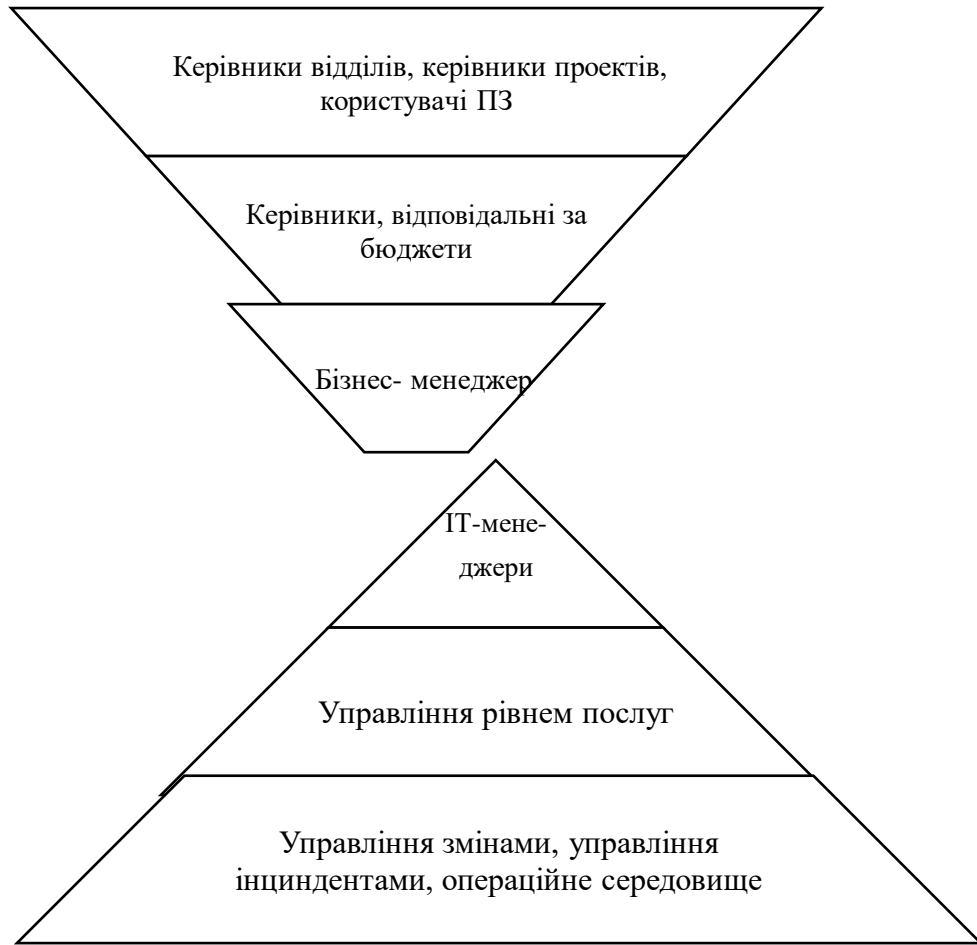 Керівники відділів, керівники проектів,
користувачі ПЗ
Керівники, відповідальні за
бюджети
Бізнес- менеджер
ІТ-мене-
джери
Управління рівнем послуг
Управління змінами, управління
інциндентами, операційне середовище